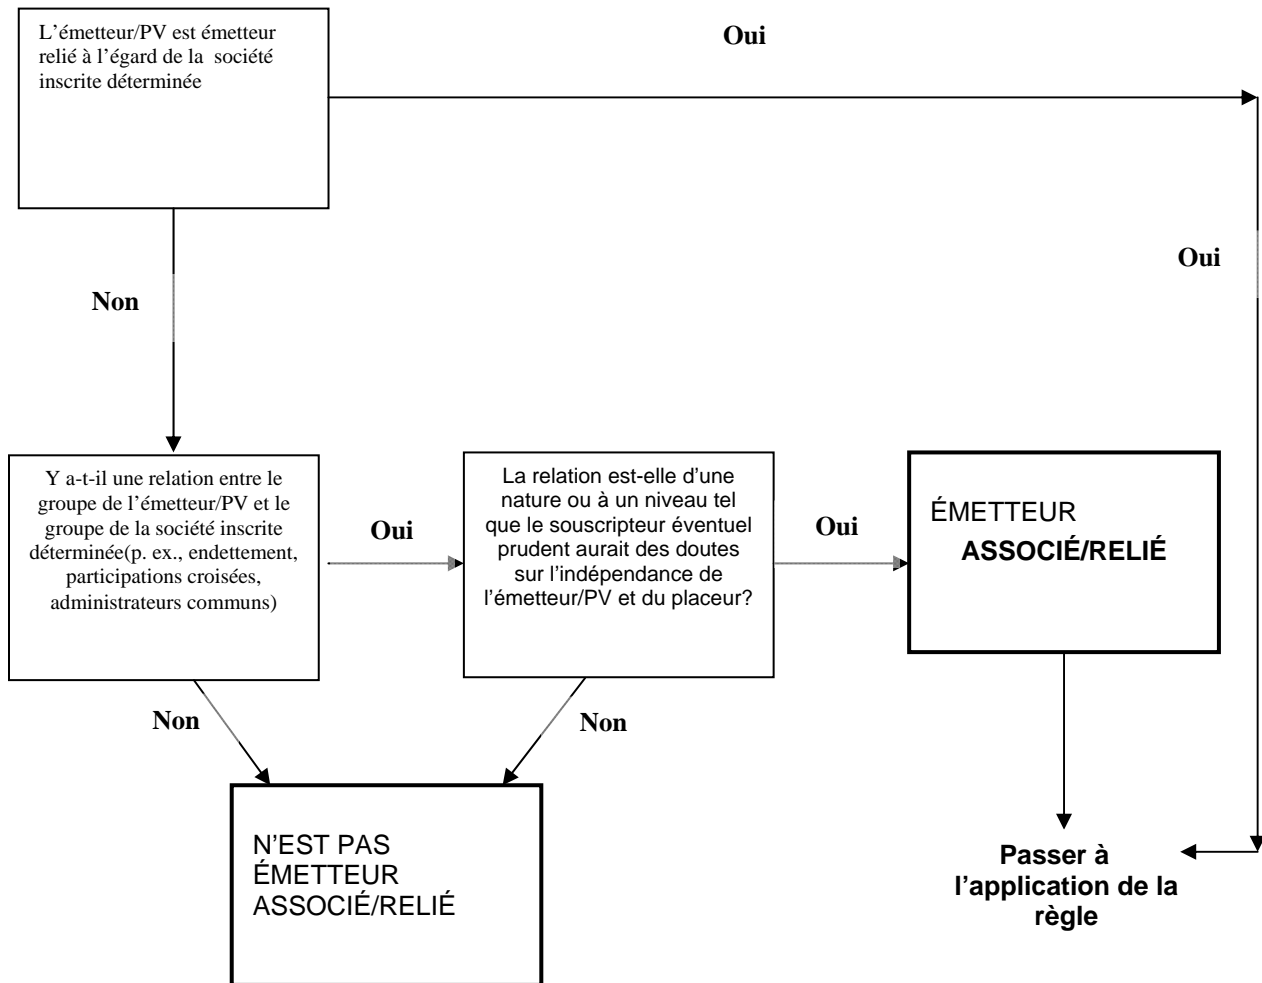 L’émetteur/PV est émetteur
relié à l’égard de la société
inscrite déterminée
Oui
Oui
Non
Y a-t-il une relation entre le
groupe de l’émetteur/PV et le
groupe de la société inscrite
déterminée(p. ex., endettement,
participations croisées,
administrateurs communs)
Oui
La relation est-elle d’une
nature ou à un niveau tel
que le souscripteur éventuel
prudent aurait des doutes
sur l’indépendance de
l’émetteur/PV et du placeur?
Oui
ÉMETTEUR
ASSOCIÉ/RELIÉ
Non
Non
N’EST PAS
ÉMETTEUR
ASSOCIÉ/RELIÉ
Passer à
l’application de la
règle